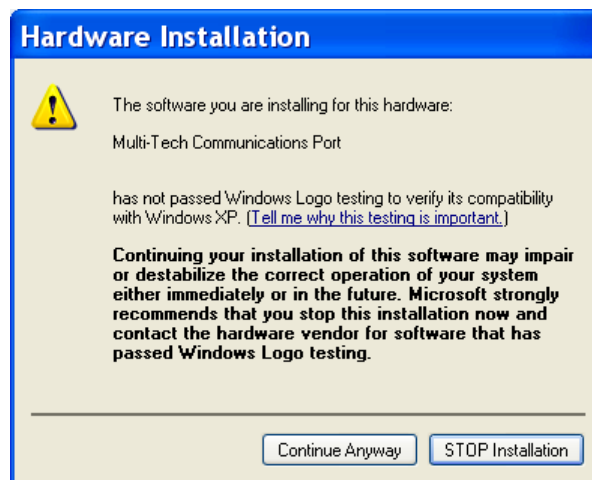 Hardware Installation
The software you are installing for this hardware:
Multi-Tech Communications Port
has not passed Windows Logo testing to verify its compatibility
with Windows XP. (Tell me why this testing is important.)
Continuing your installation of this software may impair
or destabilize the correct operation of your system
either immediately or in the future. Microsoft strongly
recommends that you stop this installation now and
contact the hardware vendor for software that has
passed Windows Logo testing.
Continue Anyway STOP Installation